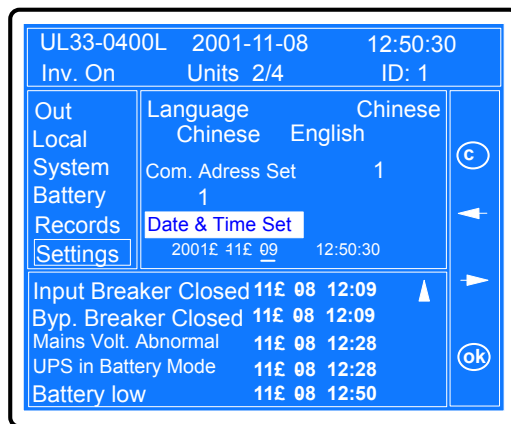 UL33-0400L 2001-11-08 12:50:30
Inv. On Units 2/4 ID: 1
Out
Local
System
Battery
Records
Settings
Language Chinese
Chinese English
Com. Adress Set 1
1
Date & Time Set
2001£ 11£ 09 12:50:30
c
ok
Input Breaker Closed 11£ 08 12:09
Byp. Breaker Closed 11£ 08 12:09
Mains Volt. Abnormal 11£ 08 12:28
UPS in Battery Mode 11£ 08 12:28
Battery low 11£ 08 12:50